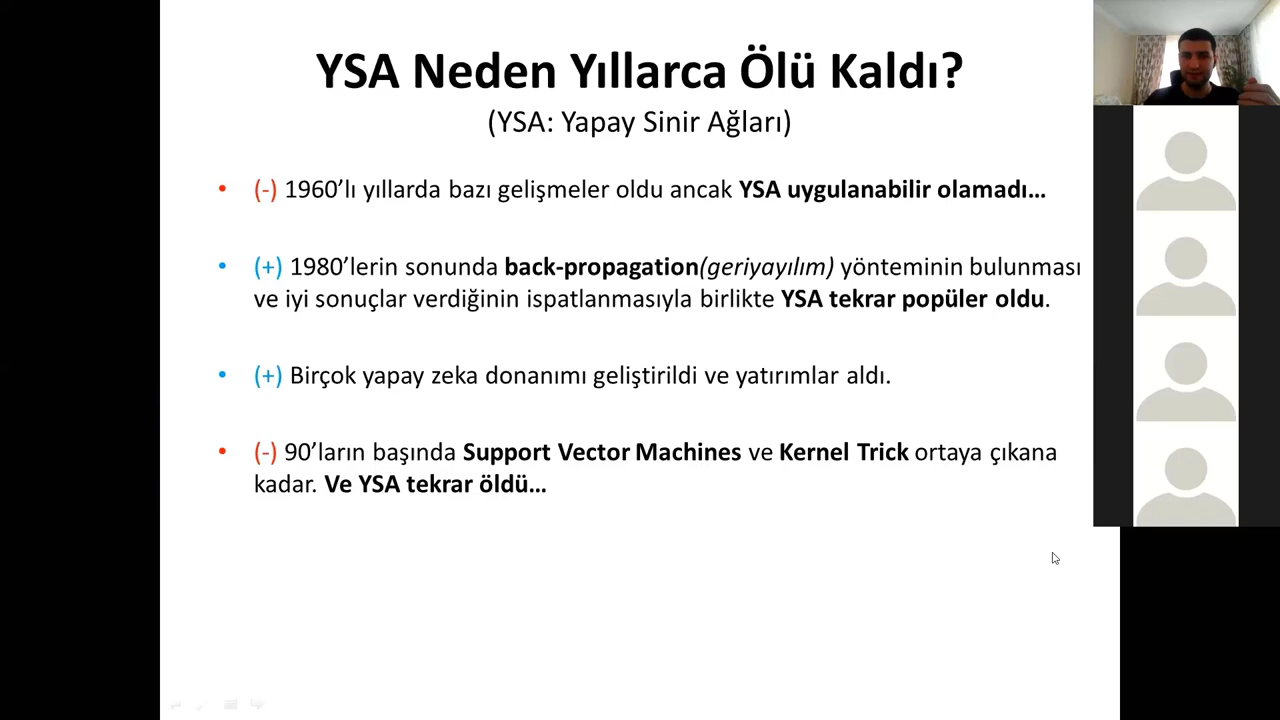 YSA Neden Yıllarca Ölü Kaldı?
(YSA: Yapay Sinir Ağları)
• (-) 1960’lı yıllarda bazı gelişmeler oldu ancak YSA uygulanabilir olamadı…
• (+) 1980’lerin sonunda back-propagation(geriyayılım) yönteminin bulunması
ve iyi sonuçlar verdiğinin ispatlanmasıyla birlikte YSA tekrar popüler oldu.
• (+) Birçok yapay zeka donanımı geliştirildi ve yatırımlar aldı.
• (-) 90’ların başında Support Vector Machines ve Kernel Trick ortaya çıkana
kadar. Ve YSA tekrar öldü…